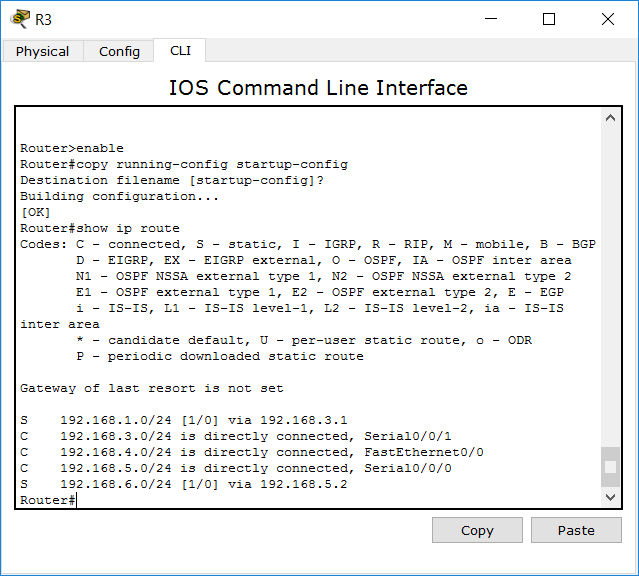 R3
Physical Config CLI
IOS Command Line Interface
Router>enable
Router#copy running-config startup-config
Destination filename [startup-config]?
Building configuration...
[OK]
Router#show ip route
Codes: C - connected, S - static, I - IGRP, R - RIP, M - mobile, B - BGP
       D - EIGRP, EX - EIGRP external, O - OSPF, IA - OSPF inter area
       N1 - OSPF NSSA external type 1, N2 - OSPF NSSA external type 2
       E1 - OSPF external type 1, E2 - OSPF external type 2, E - EGP
       i - IS-IS, L1 - IS-IS level-1, L2 - IS-IS level-2, ia - IS-IS
inter area
       * - candidate default, U - per-user static route, o - ODR
       P - periodic downloaded static route
Gateway of last resort is not set
S    192.168.1.0/24 [1/0] via 192.168.3.1
C    192.168.3.0/24 is directly connected, Serial0/0/1
C    192.168.4.0/24 is directly connected, FastEthernet0/0
C    192.168.5.0/24 is directly connected, Serial0/0/0
S    192.168.6.0/24 [1/0] via 192.168.5.2
Router#
Copy Paste